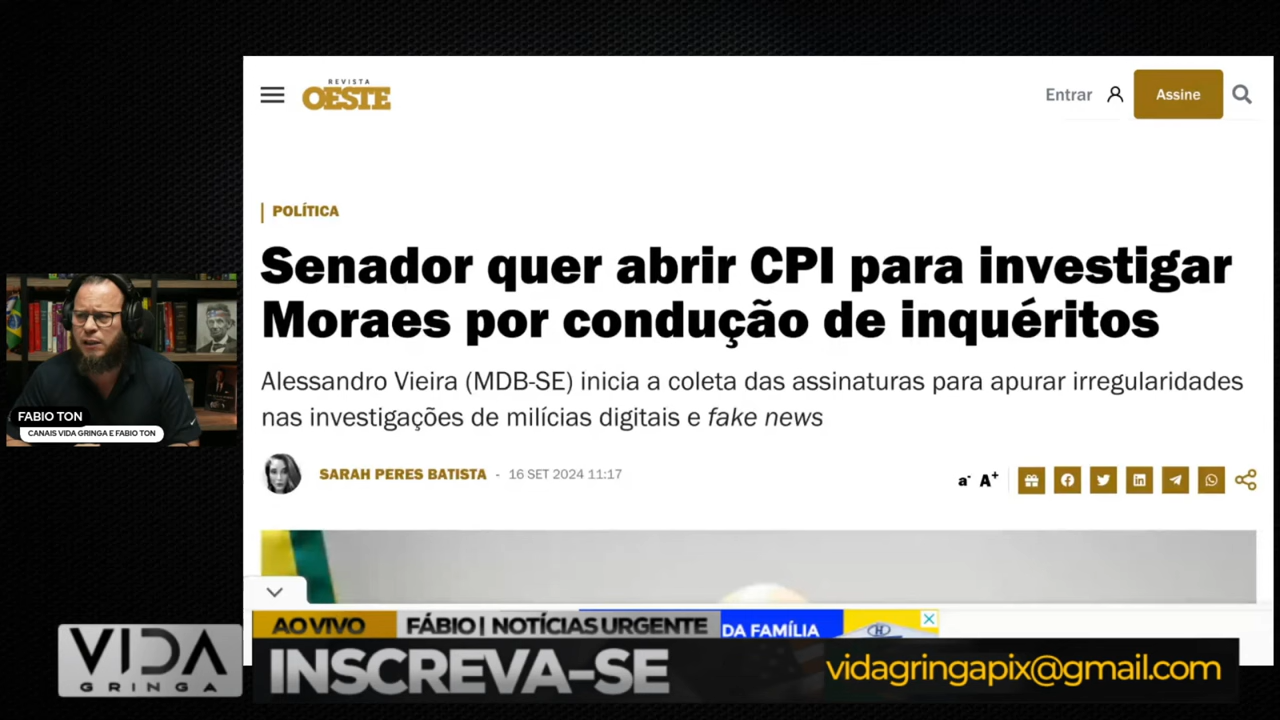 REVISTA
OESTE
Entrar
Assine
POLÍTICA
Senador quer abrir CPI para investigar
Moraes por condução de inquéritos
Alessandro Vieira (MDB-SE) inicia a coleta das assinaturas para apurar irregularidades
nas investigações de milícias digitais e fake news
SARAH PERES BATISTA - 16 SET 2024 11:17
a- A+
FABIO TON
CANAIS VIDA GRINGA E FABIO TON
AO VIVO
FÁBIO | NOTÍCIAS URGENTE
DA FAMÍLIA
VIDA
GRINGA
INSCREVA-SE
vidagringapix@gmail.com